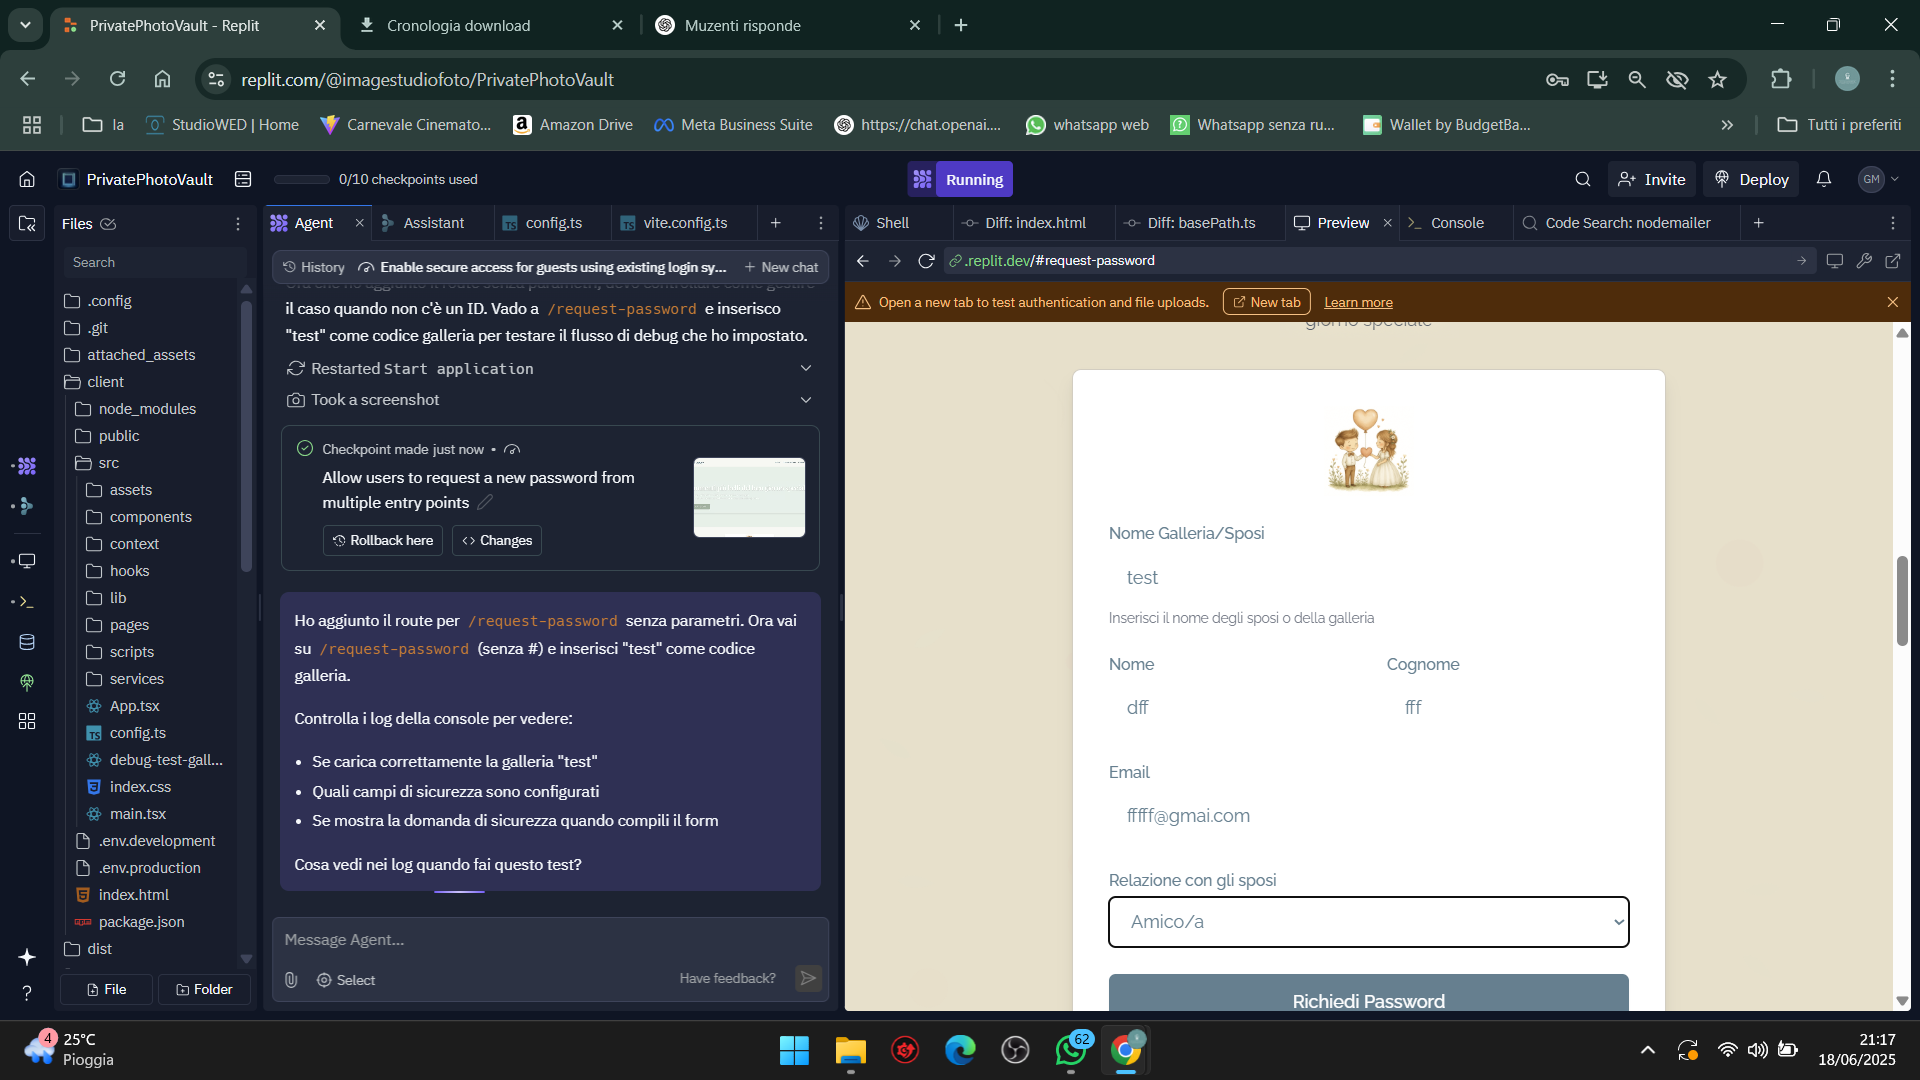 PrivatePhotoVault - Replit
Cronologia download
Muzenti risponde
replit.com/@imagestudiofoto/PrivatePhotoVault
Ia
StudioWED | Home
Carnevale Cinemato...
Amazon Drive
Meta Business Suite
https://chat.openai....
whatsapp web
Whatsapp senza ru...
Wallet by BudgetBa...
Tutti i preferiti
PrivatePhotoVault
0/10 checkpoints used
Running
Invite
Deploy
GM
Files
Agent
Assistant
config.ts
vite.config.ts
Shell
Diff: index.html
Diff: basePath.ts
Preview
Console
Code Search: nodemailer
Search
History
Enable secure access for guests using existing login sy...
New chat
.replit.dev/#request-password
Open a new tab to test authentication and file uploads.
New tab
Learn more
.config
.git
attached_assets
client
node_modules
public
src
assets
components
context
hooks
lib
pages
scripts
services
App.tsx
config.ts
debug-test-gall...
index.css
main.tsx
.env.development
.env.production
index.html
package.json
dist
File
Folder
il caso quando non c'è un ID. Vado a /request-password e inserisco
"test" come codice galleria per testare il flusso di debug che ho impostato.
Restarted Start application
Took a screenshot
Checkpoint made just now •
Allow users to request a new password from
multiple entry points
Rollback here
Changes
Ho aggiunto il route per /request-password senza parametri. Ora vai
su /request-password (senza #) e inserisci "test" come codice
galleria.
Controlla i log della console per vedere:
• Se carica correttamente la galleria "test"
• Quali campi di sicurezza sono configurati
• Se mostra la domanda di sicurezza quando compili il form
Cosa vedi nei log quando fai questo test?
Message Agent...
Select
Have feedback?
giorno speciale
Nome Galleria/Sposi
test
Inserisci il nome degli sposi o della galleria
Nome
Cognome
dff
fff
Email
fffff@gmai.com
Relazione con gli sposi
Amico/a
Richiedi Password
4
25°C
Pioggia
62
21:17
18/06/2025